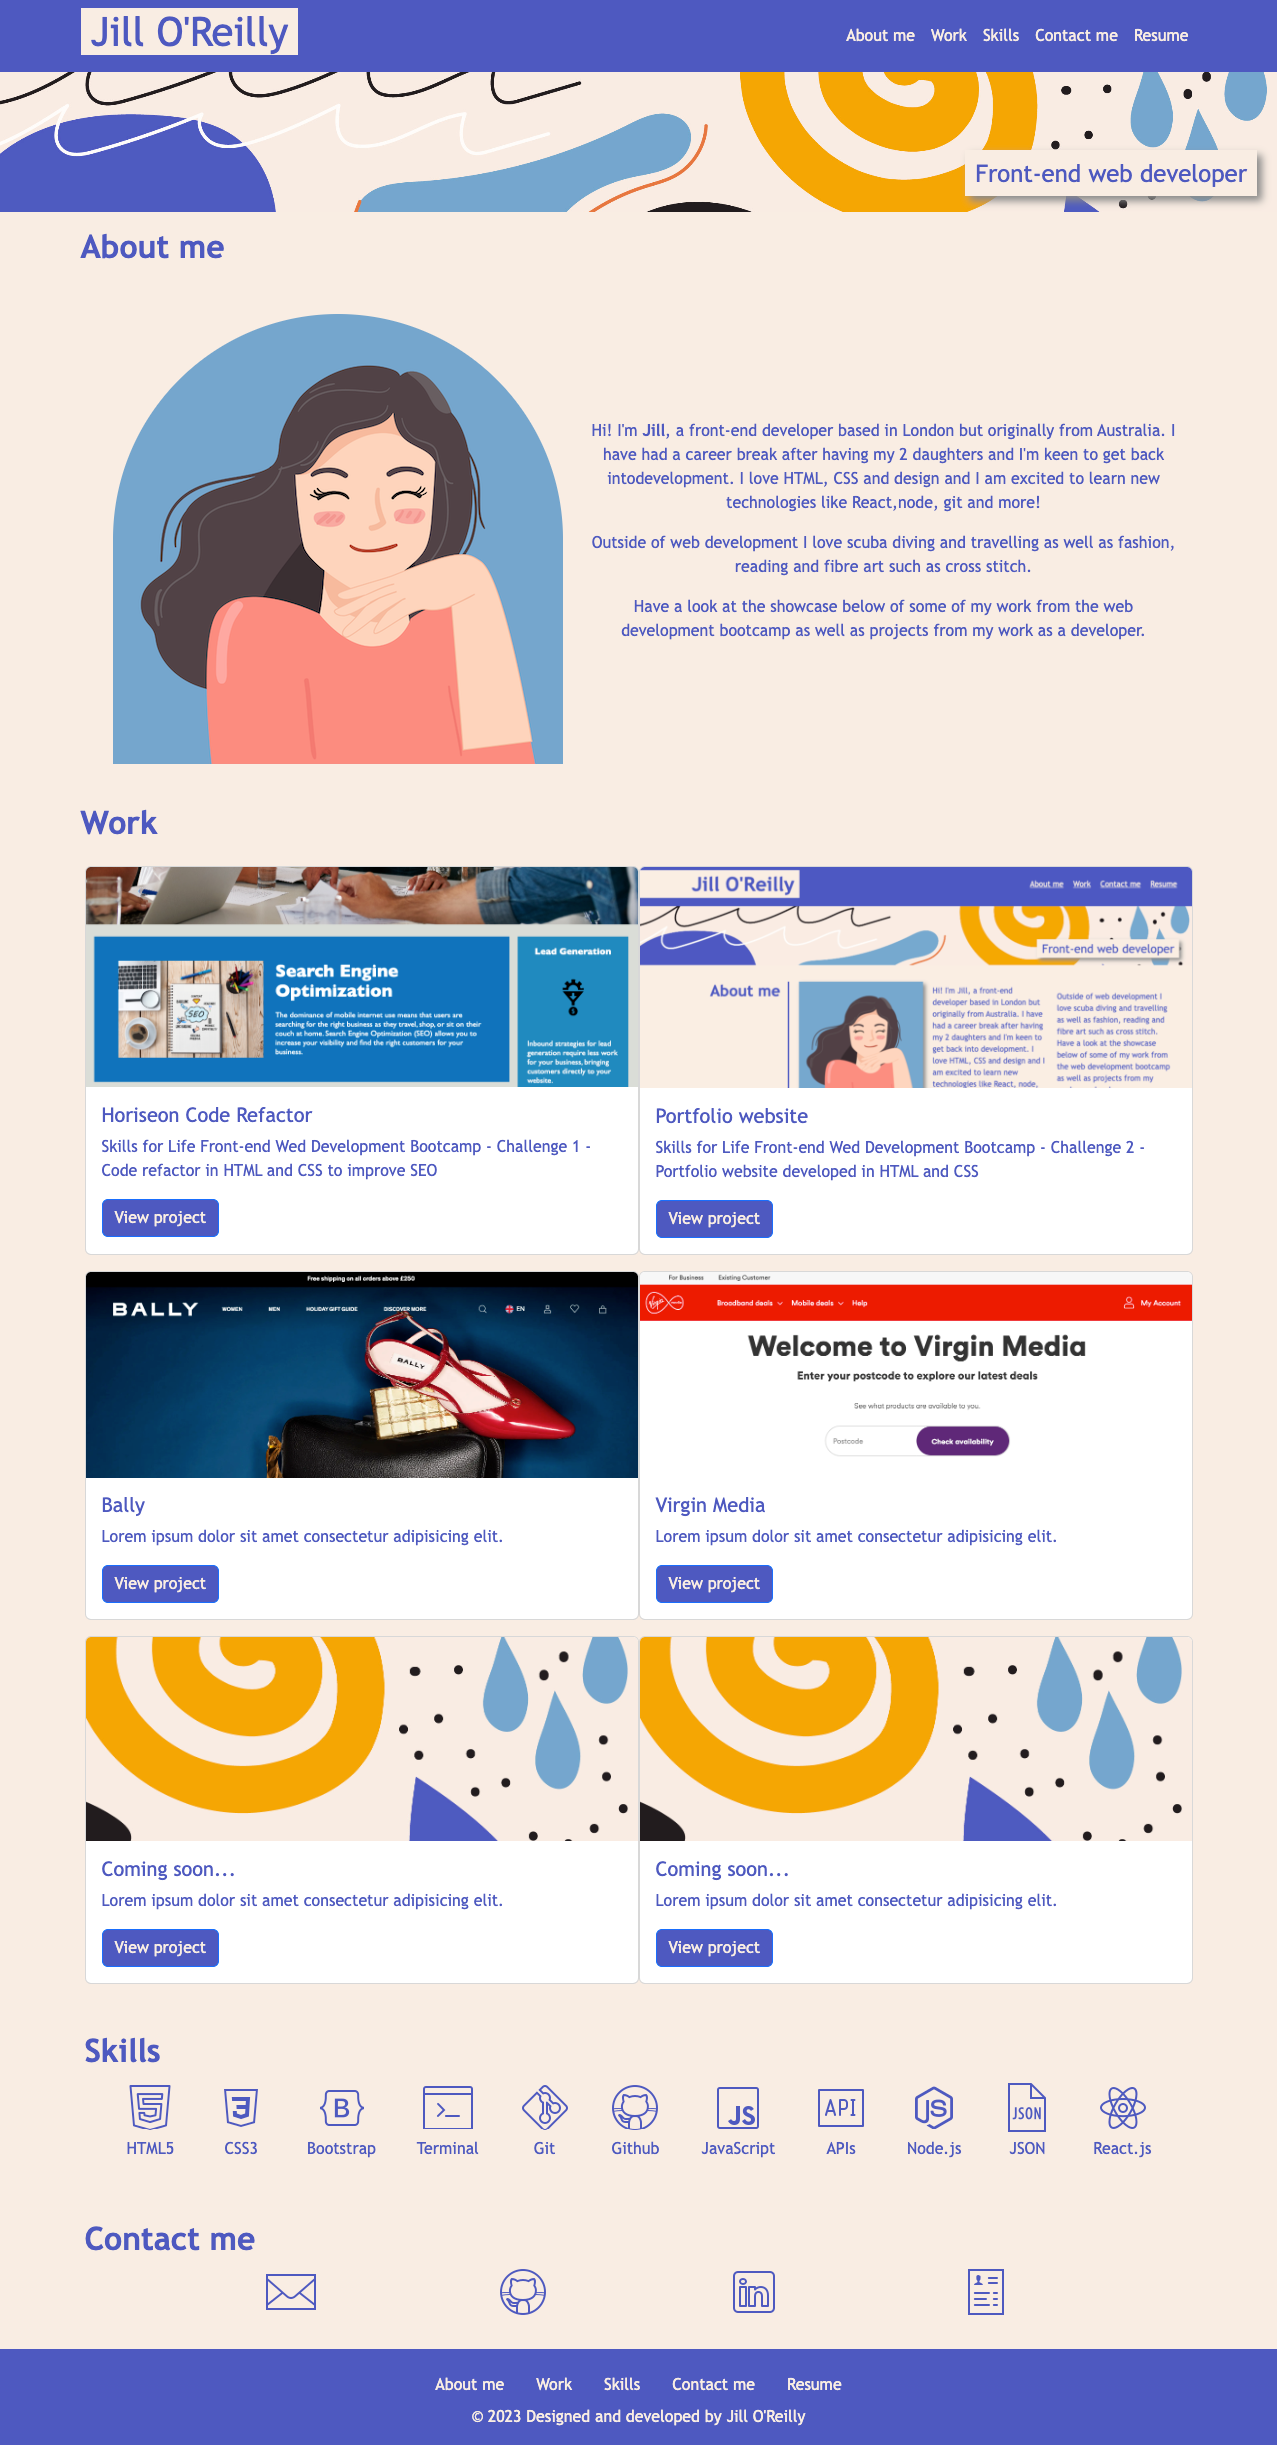 Jill O'Reilly
About me Work Skills Contact me Resume
Front-end web developer
About me
Hi! I'm Jill, a front-end developer based in London but originally from Australia. I
have had a career break after having my 2 daughters and I'm keen to get back
intodevelopment. I love HTML, CSS and design and I am excited to learn new
technologies like React,node, git and more!
Outside of web development I love scuba diving and travelling as well as fashion,
reading and fibre art such as cross stitch.
Have a look at the showcase below of some of my work from the web
development bootcamp as well as projects from my work as a developer.
Work
Search Engine
Optimization
The dominance of mobile internet use means that users are
searching for the right business as they travel, shop, or sit on their
couch at home. Search Engine Optimization (SEO) allows you to
increase your visibility and find the right customers for your
business.
SEO
Lead Generation
Inbound strategies for lead
generation require less work
for your business, bringing
customers directly to your
website.
Horiseon Code Refactor
Skills for Life Front-end Wed Development Bootcamp - Challenge 1 -
Code refactor in HTML and CSS to improve SEO
View project
Jill O'Reilly
About me Work Contact me Resume
Front-end web developer
About me
Hi! I'm Jill, a front-end
developer based in London but
originally from Australia. I have
had a career break after having
my 2 daughters and I'm keen to
get back into development. I
love HTML, CSS and design and I
am excited to learn new
technologies like React, node,
Outside of web development I
love scuba diving and travelling
as well as fashion, reading and
fibre art such as cross stitch.
Have a look at the showcase
below of some of my work from
the web development bootcamp
as well as projects from my
Portfolio website
Skills for Life Front-end Wed Development Bootcamp - Challenge 2 -
Portfolio website developed in HTML and CSS
View project
Free shipping on all orders above £250
BALLY WOMEN MEN HOLIDAY GIFT GUIDE DISCOVER MORE EN
BALLY
Bally
Lorem ipsum dolor sit amet consectetur adipisicing elit.
View project
For Business Existing Customer
Virgin media Broadband deals Mobile deals Help My Account
Welcome to Virgin Media
Enter your postcode to explore our latest deals
See what products are available to you.
Postcode Check availability
Virgin Media
Lorem ipsum dolor sit amet consectetur adipisicing elit.
View project
Coming soon...
Lorem ipsum dolor sit amet consectetur adipisicing elit.
View project
Coming soon...
Lorem ipsum dolor sit amet consectetur adipisicing elit.
View project
Skills
5 3 B JS API JS JSON
HTML5 CSS3 Bootstrap Terminal Git Github JavaScript APIs Node.js JSON React.js
Contact me
in
About me Work Skills Contact me Resume
© 2023 Designed and developed by Jill O'Reilly